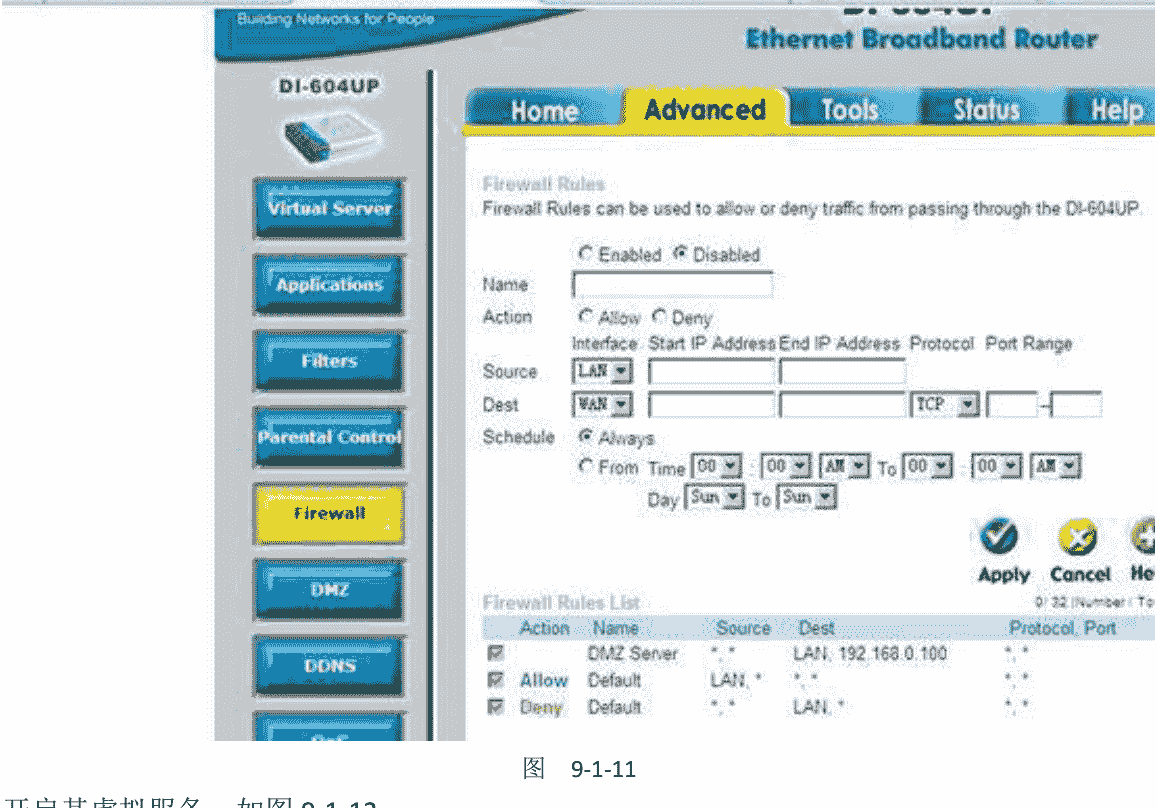 Building Networks for People
Ethernet Broadband Router
DI-604UP
Home Advanced Tools Status Help
Virtual Server
Applications
Filters
Parental Control
Firewall
DMZ
DDNS
Firewall Rules
Firewall Rules can be used to allow or deny traffic from passing through the DI-604UP.
Enabled Disabled
Name
Action Allow Deny
Interface Start IP Address End IP Address Protocol Port Range
Source LAN
Dest WAN TCP -
Schedule Always
From Time 00 : 00 AM To 00 : 00 AM
Day Sun To Sun
Apply Cancel He
Firewall Rules List
0/32 (Number / To
Action Name Source Dest Protocol, Port
DMZ Server *, * LAN, 192.168.0.100 *, *
Allow Default LAN, * *, * *, *
Deny Default *, * LAN, * *, *
图 9-1-11